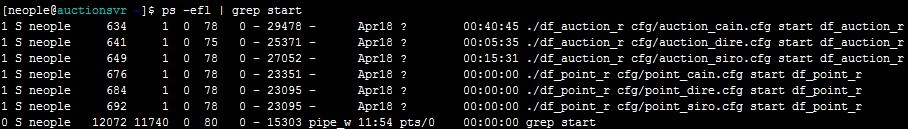 [neople@auctionsvr ~]$ ps -efl | grep start
1 S neople     634     1  0  78   0 - 29478 -      Apr18 ?        00:40:45 ./df_auction_r cfg/auction_cain.cfg start df_auction_r
1 S neople     641     1  0  75   0 - 25371 -      Apr18 ?        00:05:35 ./df_auction_r cfg/auction_dire.cfg start df_auction_r
1 S neople     649     1  0  78   0 - 27052 -      Apr18 ?        00:15:31 ./df_auction_r cfg/auction_siro.cfg start df_auction_r
1 S neople     676     1  0  78   0 - 23351 -      Apr18 ?        00:00:00 ./df_point_r cfg/point_cain.cfg start df_point_r
1 S neople     684     1  0  78   0 - 23095 -      Apr18 ?        00:00:00 ./df_point_r cfg/point_dire.cfg start df_point_r
1 S neople     692     1  0  78   0 - 23095 -      Apr18 ?        00:00:00 ./df_point_r cfg/point_siro.cfg start df_point_r
0 S neople   12072 11740  0  80   0 - 15303 pipe_w 11:54 pts/0    00:00:00 grep start